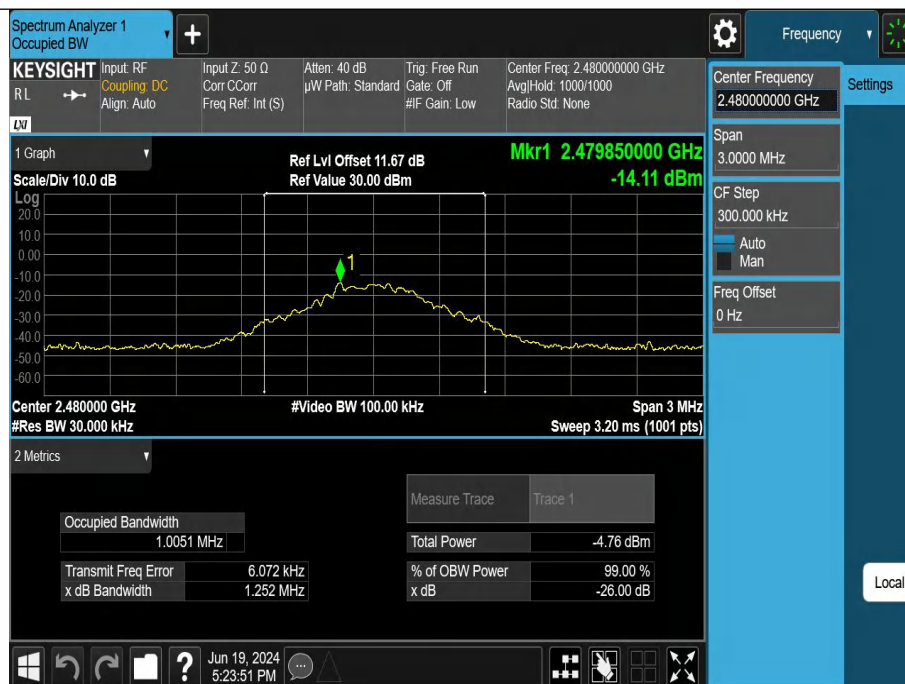 Spectrum Analyzer 1
Occupied BW
+
Frequency
KEYSIGHT
RL
LXI
Input: RF
Coupling: DC
Align: Auto
Input Z: 50 Ω
Corr CCorr
Freq Ref: Int (S)
Atten: 40 dB
µW Path: Standard
Trig: Free Run
Gate: Off
#IF Gain: Low
Center Freq: 2.480000000 GHz
Avg|Hold: 1000/1000
Radio Std: None
Center Frequency
2.480000000 GHz
Settings
Span
3.0000 MHz
CF Step
300.000 kHz
Auto
Man
Freq Offset
0 Hz
Local
1 Graph
Scale/Div 10.0 dB
Ref Lvl Offset 11.67 dB
Ref Value 30.00 dBm
Mkr1 2.479850000 GHz
-14.11 dBm
Log
20.0
10.0
0.00
-10.0
-20.0
-30.0
-40.0
-50.0
-60.0
1
Center 2.480000 GHz
#Video BW 100.00 kHz
Span 3 MHz
#Res BW 30.000 kHz
Sweep 3.20 ms (1001 pts)
2 Metrics
Measure Trace Trace 1
Occupied Bandwidth
1.0051 MHz
Total Power -4.76 dBm
Transmit Freq Error 6.072 kHz
% of OBW Power 99.00 %
x dB Bandwidth 1.252 MHz
x dB -26.00 dB
?
Jun 19, 2024
5:23:51 PM